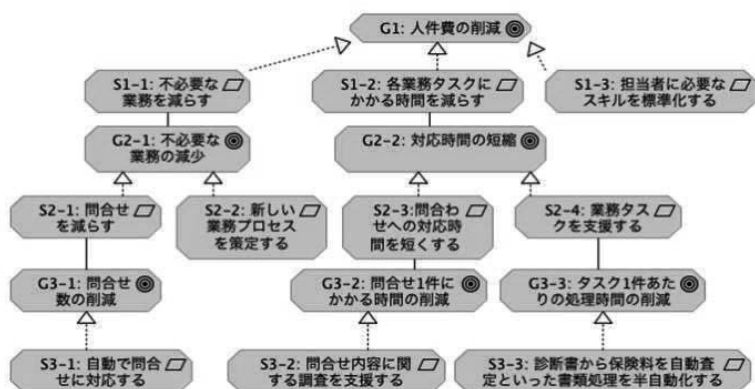 G1: 人件費の削減
S1-1: 不必要な
業務を減らす
S1-2: 各業務タスクに
かかる時間を減らす
S1-3: 担当者に必要な
スキルを標準化する
G2-1: 不必要な
業務の減少
G2-2: 対応時間の短縮
S2-1: 問合せ
を減らす
S2-2: 新しい
業務プロセス
を策定する
S2-3:問合わ
せへの対応時
間を短くする
S2-4: 業務タス
クを支援する
G3-1: 問合せ
数の削減
G3-2: 問合せ1件に
かかる時間の削減
G3-3: タスク1件あた
りの処理時間の削減
S3-1: 自動で問合
せに対応する
S3-2: 問合せ内容に関
する調査を支援する
S3-3: 診断書から保険料を自動査
定といった書類処理を半自動化する